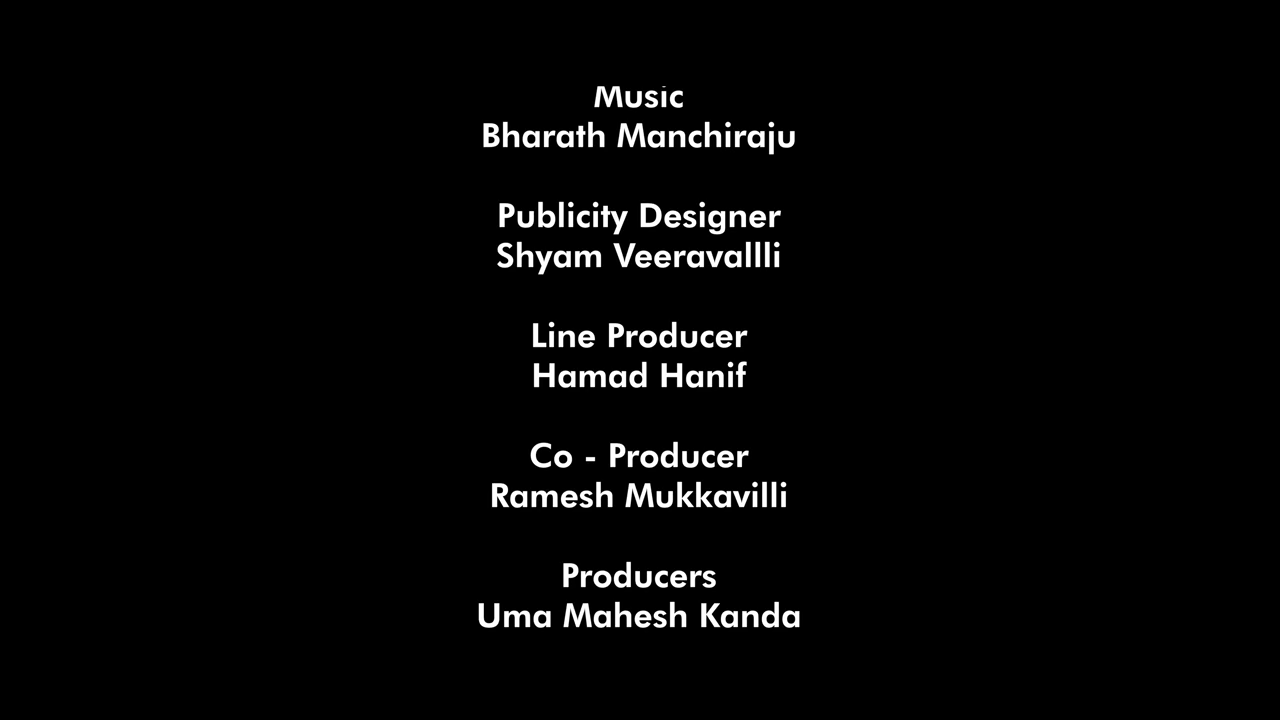 Music
Bharath Manchiraju
Publicity Designer
Shyam Veeravallli
Line Producer
Hamad Hanif
Co - Producer
Ramesh Mukkavilli
Producers
Uma Mahesh Kanda